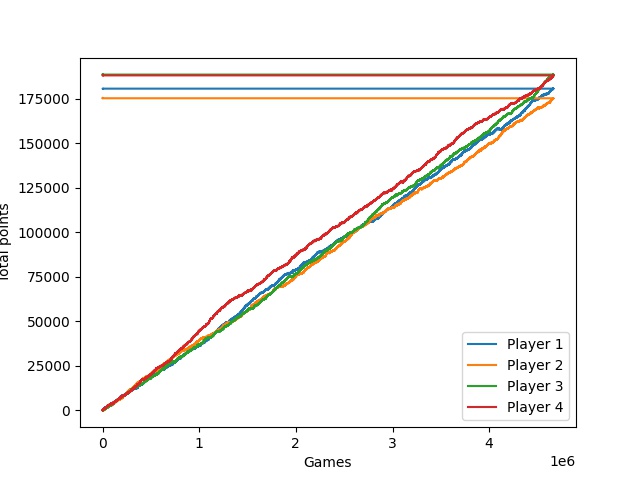 175000
150000
125000
100000
75000
50000
25000
0
Total points
0 1 2 3 4
1e6
Games
Player 1
Player 2
Player 3
Player 4